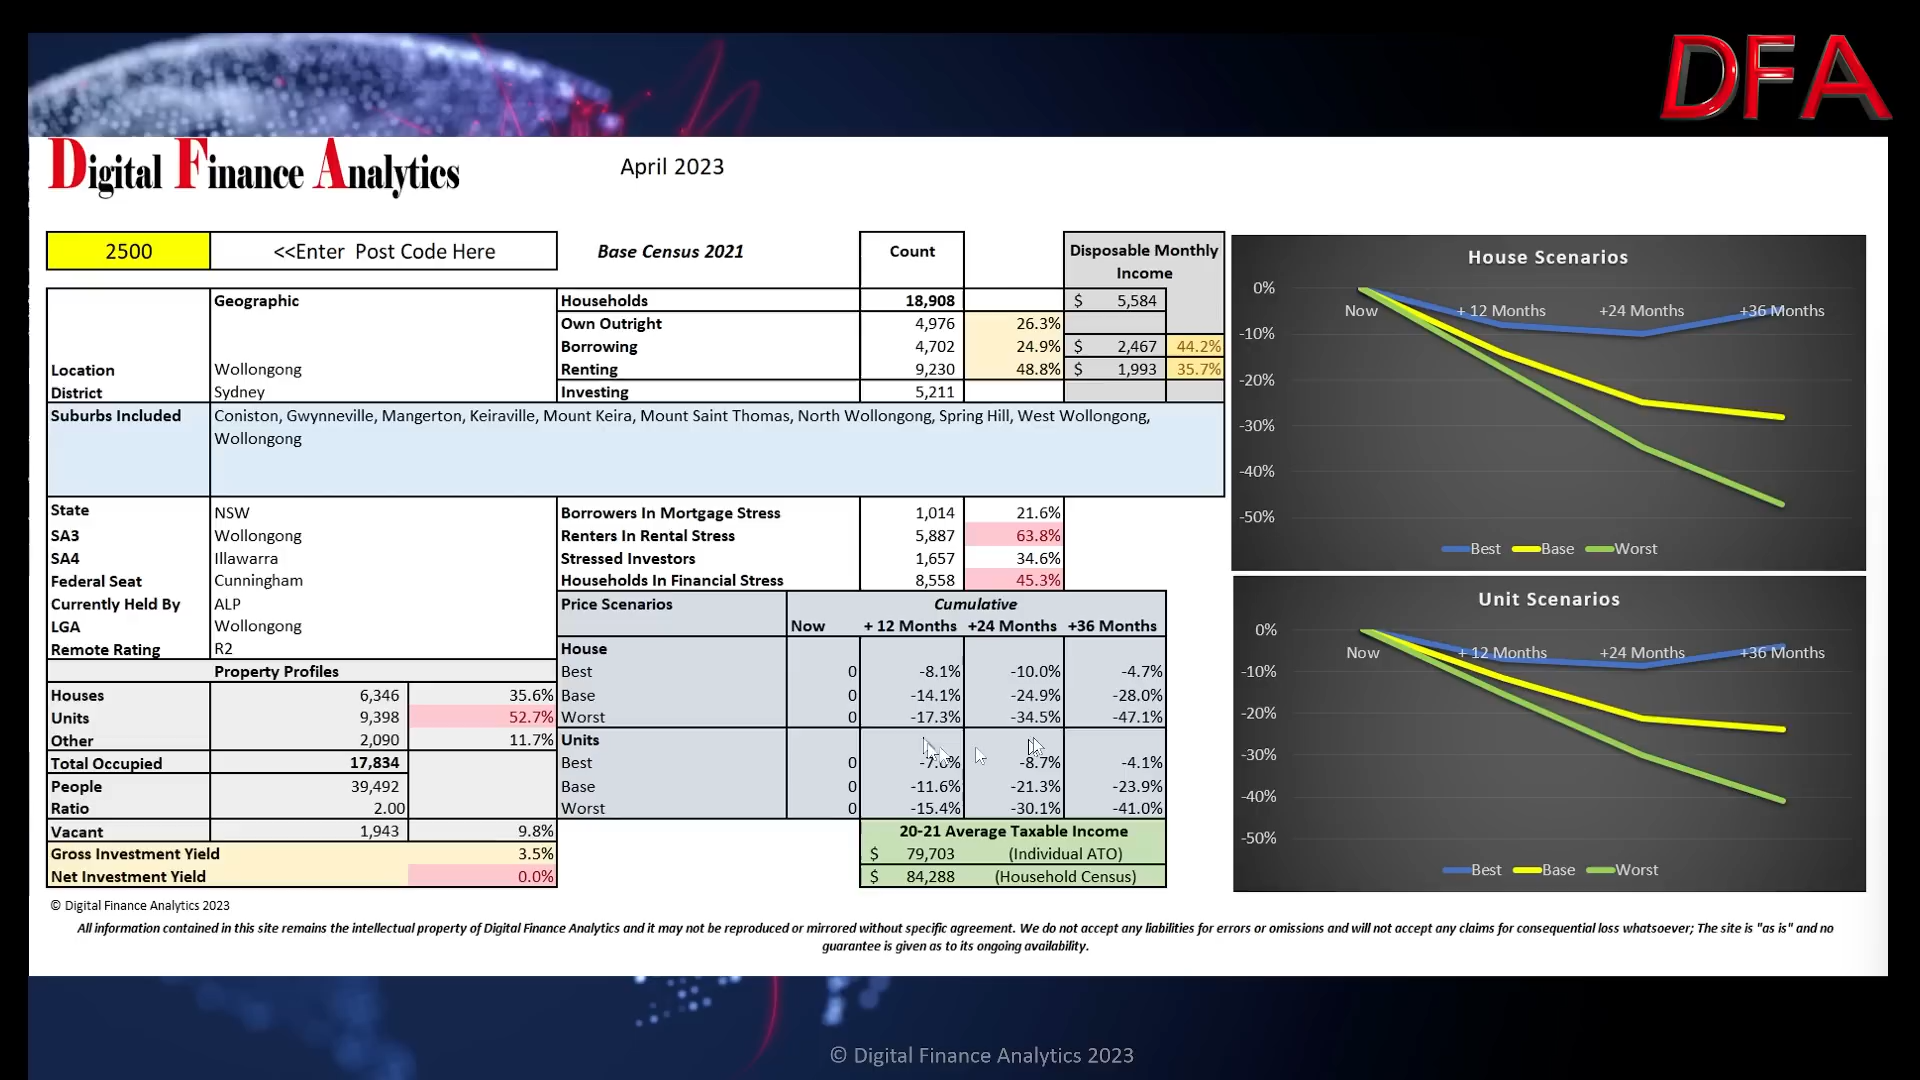 DFA
Digital Finance Analytics
April 2023
2500 <<Enter Post Code Here Base Census 2021 Count Disposable Monthly Income
Geographic Households 18,908 $ 5,584
Own Outright 4,976 26.3%
Borrowing 4,702 24.9% $ 2,467 44.2%
Location Wollongong Renting 9,230 48.8% $ 1,993 35.7%
District Sydney Investing 5,211
Suburbs Included Coniston, Gwynneville, Mangerton, Keiraville, Mount Keira, Mount Saint Thomas, North Wollongong, Spring Hill, West Wollongong,
Wollongong
State NSW Borrowers In Mortgage Stress 1,014 21.6%
SA3 Wollongong Renters In Rental Stress 5,887 63.8%
SA4 Illawarra Stressed Investors 1,657 34.6%
Federal Seat Cunningham Households In Financial Stress 8,558 45.3%
Currently Held By ALP Price Scenarios Cumulative
LGA Wollongong Now + 12 Months +24 Months +36 Months
Remote Rating R2 House
Property Profiles Best 0 -8.1% -10.0% -4.7%
Houses 6,346 35.6% Base 0 -14.1% -24.9% -28.0%
Units 9,398 52.7% Worst 0 -17.3% -34.5% -47.1%
Other 2,090 11.7% Units
Total Occupied 17,834 Best 0 -8.7% -4.1%
People 39,492 Base 0 -11.6% -21.3% -23.9%
Ratio 2.00 Worst 0 -15.4% -30.1% -41.0%
Vacant 1,943 9.8% 20-21 Average Taxable Income
Gross Investment Yield 3.5% $ 79,703 (Individual ATO)
Net Investment Yield 0.0% $ 84,288 (Household Census)
House Scenarios
0%
Now + 12 Months +24 Months +36 Months
-10%
-20%
-30%
-40%
-50%
Best Base Worst
Unit Scenarios
0%
Now + 12 Months +24 Months +36 Months
-10%
-20%
-30%
-40%
-50%
Best Base Worst
© Digital Finance Analytics 2023
All information contained in this site remains the intellectual property of Digital Finance Analytics and it may not be reproduced or mirrored without specific agreement. We do not accept any liabilities for errors or omissions and will not accept any claims for consequential loss whatsoever; The site is "as is" and no
guarantee is given as to its ongoing availability.
© Digital Finance Analytics 2023